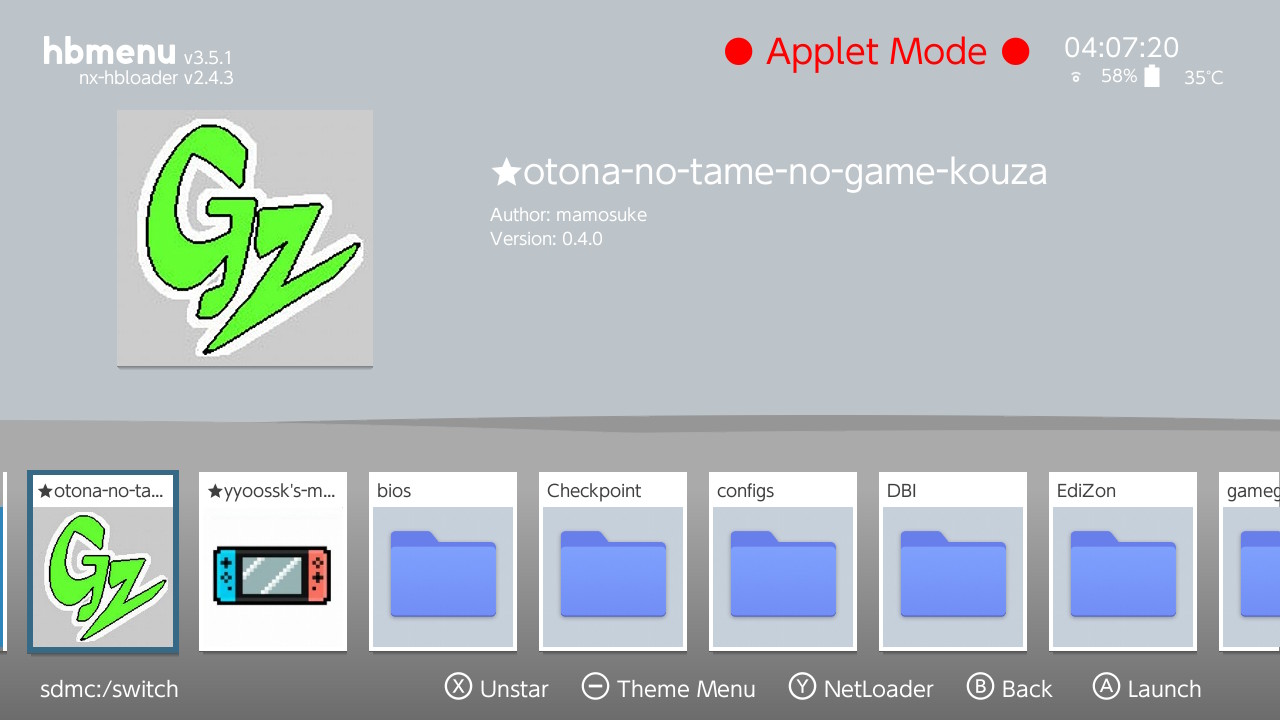 hbmenu v3.5.1
nx-hbloader v2.4.3
● Applet Mode ●
04:07:20
58%
35°C
GZ
★otona-no-tame-no-game-kouza
Author: mamosuke
Version: 0.4.0
★otona-no-ta...
★yyoossk's-m...
bios
Checkpoint
configs
DBI
EdiZon
gameg
GZ
sdmc:/switch
X Unstar
− Theme Menu
Y NetLoader
B Back
A Launch